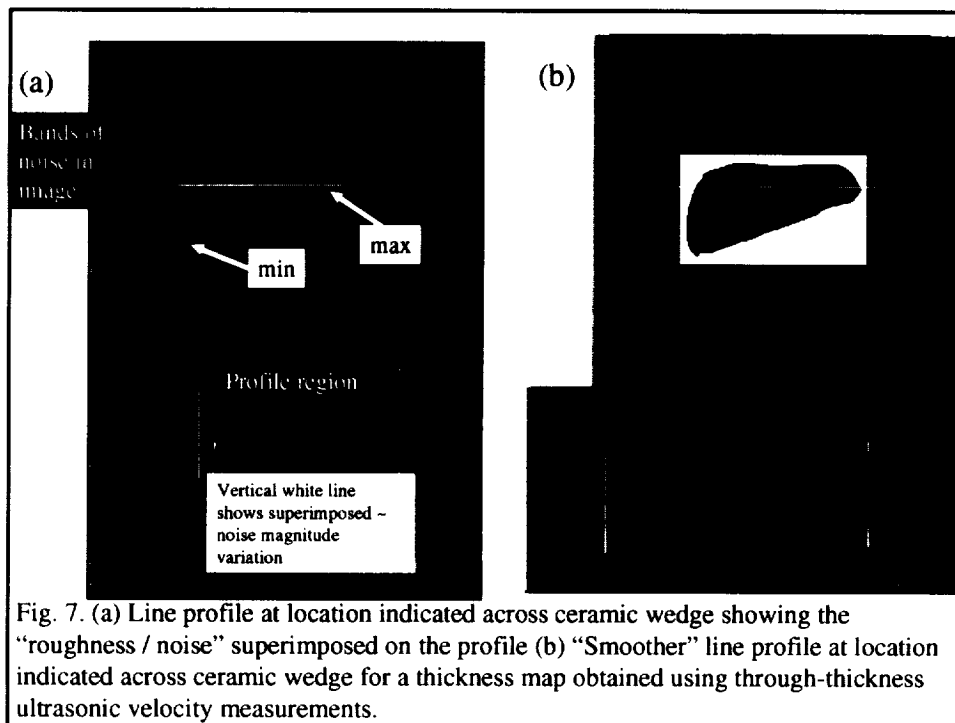 (a)
(b)
Bands of
noise in
image
max
min
Profile region
Vertical white line
shows superimposed ~
noise magnitude
variation
Fig. 7. (a) Line profile at location indicated across ceramic wedge showing the
“roughness / noise” superimposed on the profile (b) “Smoother” line profile at location
indicated across ceramic wedge for a thickness map obtained using through-thickness
ultrasonic velocity measurements.